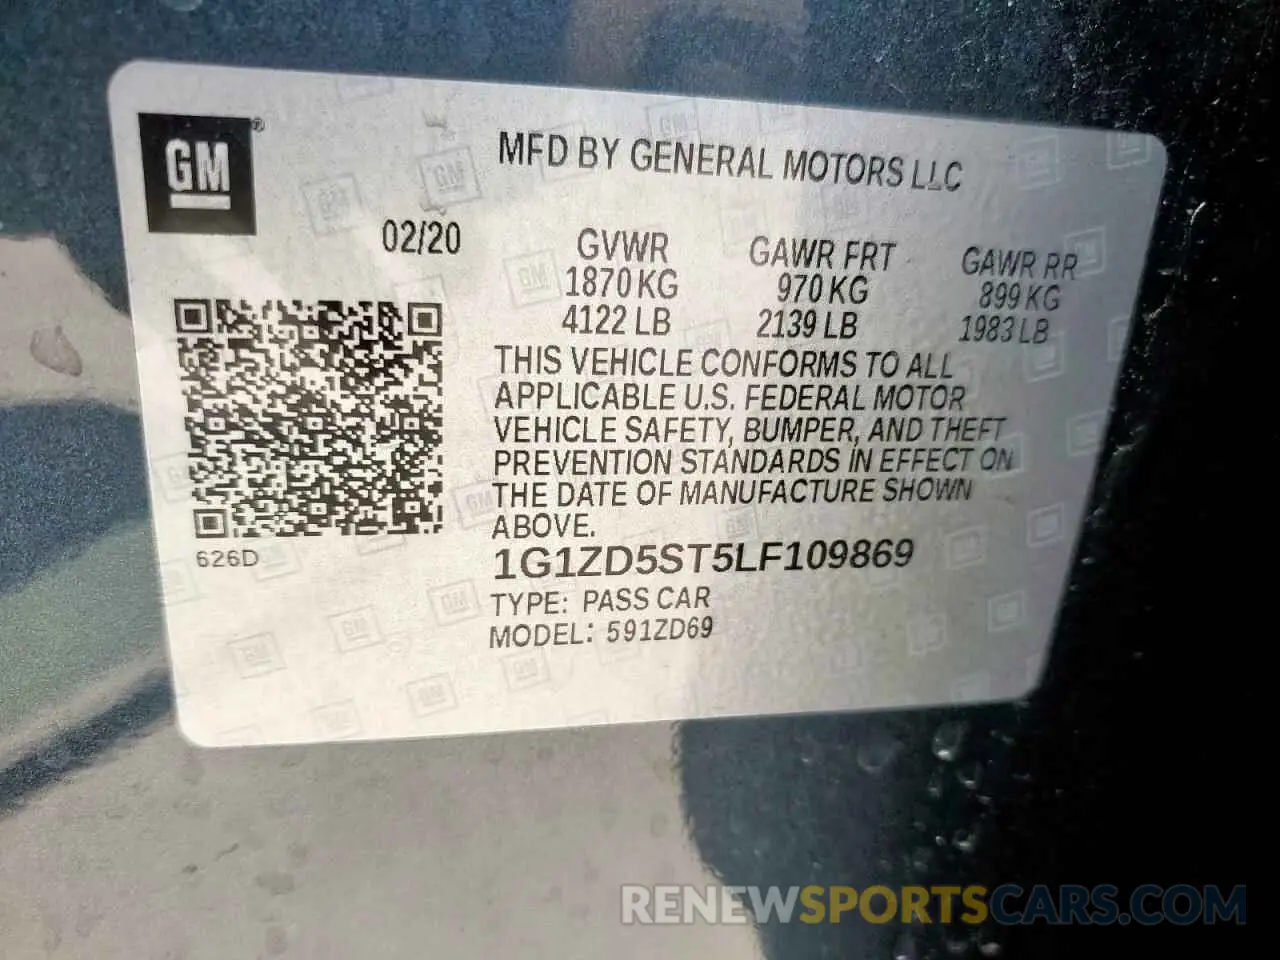 GM®
MFD BY GENERAL MOTORS LLC
02/20
GVWR GAWR FRT GAWR RR
1870 KG 970 KG 899 KG
4122 LB 2139 LB 1983 LB
THIS VEHICLE CONFORMS TO ALL
APPLICABLE U.S. FEDERAL MOTOR
VEHICLE SAFETY, BUMPER, AND THEFT
PREVENTION STANDARDS IN EFFECT ON
THE DATE OF MANUFACTURE SHOWN
ABOVE.
626D
1G1ZD5ST5LF109869
TYPE: PASS CAR
MODEL: 591ZD69
RENEWSPORTSCARS.COM